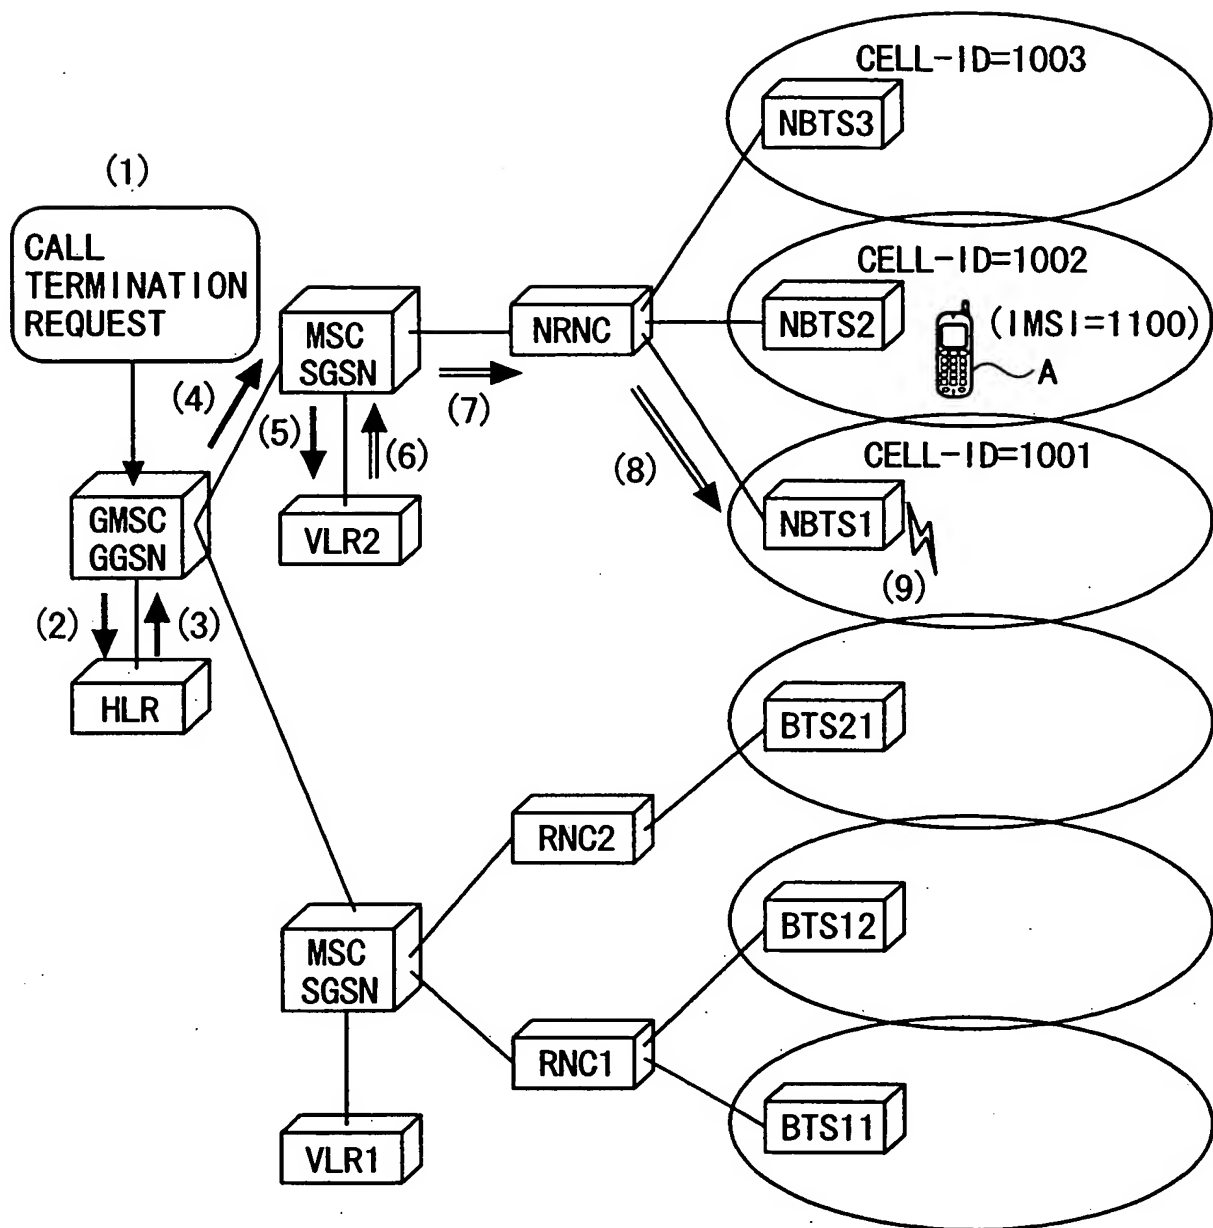 CELL-ID=1003
NBTS3
(1)
CALL
TERMINATION
REQUEST
CELL-ID=1002
MSC
SGSN
NRNC
NBTS2
(IMSI=1100)
A
(4)
(5)
(6)
(7)
(8)
CELL-ID=1001
GMSC
GGSN
VLR2
NBTS1
(9)
(2)
(3)
HLR
BTS21
RNC2
BTS12
MSC
SGSN
RNC1
BTS11
VLR1